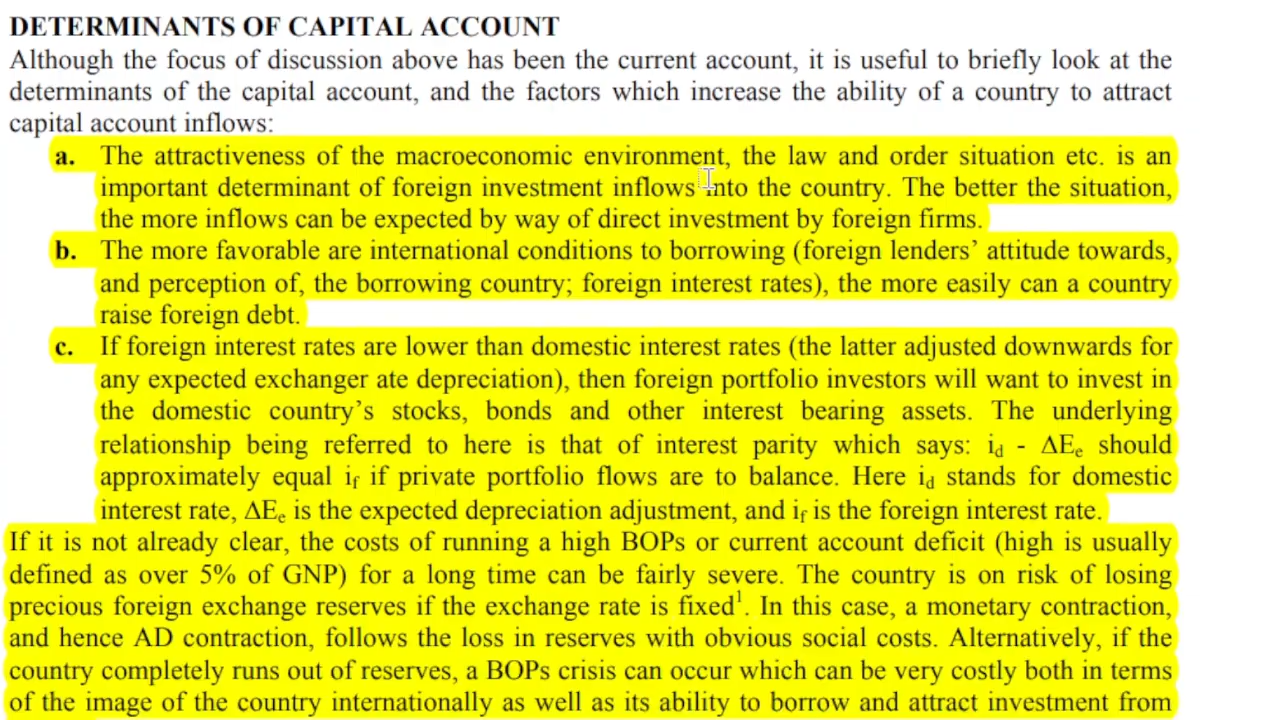 DETERMINANTS OF CAPITAL ACCOUNT
Although the focus of discussion above has been the current account, it is useful to briefly look at the
determinants of the capital account, and the factors which increase the ability of a country to attract
capital account inflows:
a. The attractiveness of the macroeconomic environment, the law and order situation etc. is an
important determinant of foreign investment inflows into the country. The better the situation,
the more inflows can be expected by way of direct investment by foreign firms.
b. The more favorable are international conditions to borrowing (foreign lenders’ attitude towards,
and perception of, the borrowing country; foreign interest rates), the more easily can a country
raise foreign debt.
c. If foreign interest rates are lower than domestic interest rates (the latter adjusted downwards for
any expected exchanger ate depreciation), then foreign portfolio investors will want to invest in
the domestic country’s stocks, bonds and other interest bearing assets. The underlying
relationship being referred to here is that of interest parity which says: id - ΔEe should
approximately equal if if private portfolio flows are to balance. Here id stands for domestic
interest rate, ΔEe is the expected depreciation adjustment, and if is the foreign interest rate.
If it is not already clear, the costs of running a high BOPs or current account deficit (high is usually
defined as over 5% of GNP) for a long time can be fairly severe. The country is on risk of losing
precious foreign exchange reserves if the exchange rate is fixed1. In this case, a monetary contraction,
and hence AD contraction, follows the loss in reserves with obvious social costs. Alternatively, if the
country completely runs out of reserves, a BOPs crisis can occur which can be very costly both in terms
of the image of the country internationally as well as its ability to borrow and attract investment from